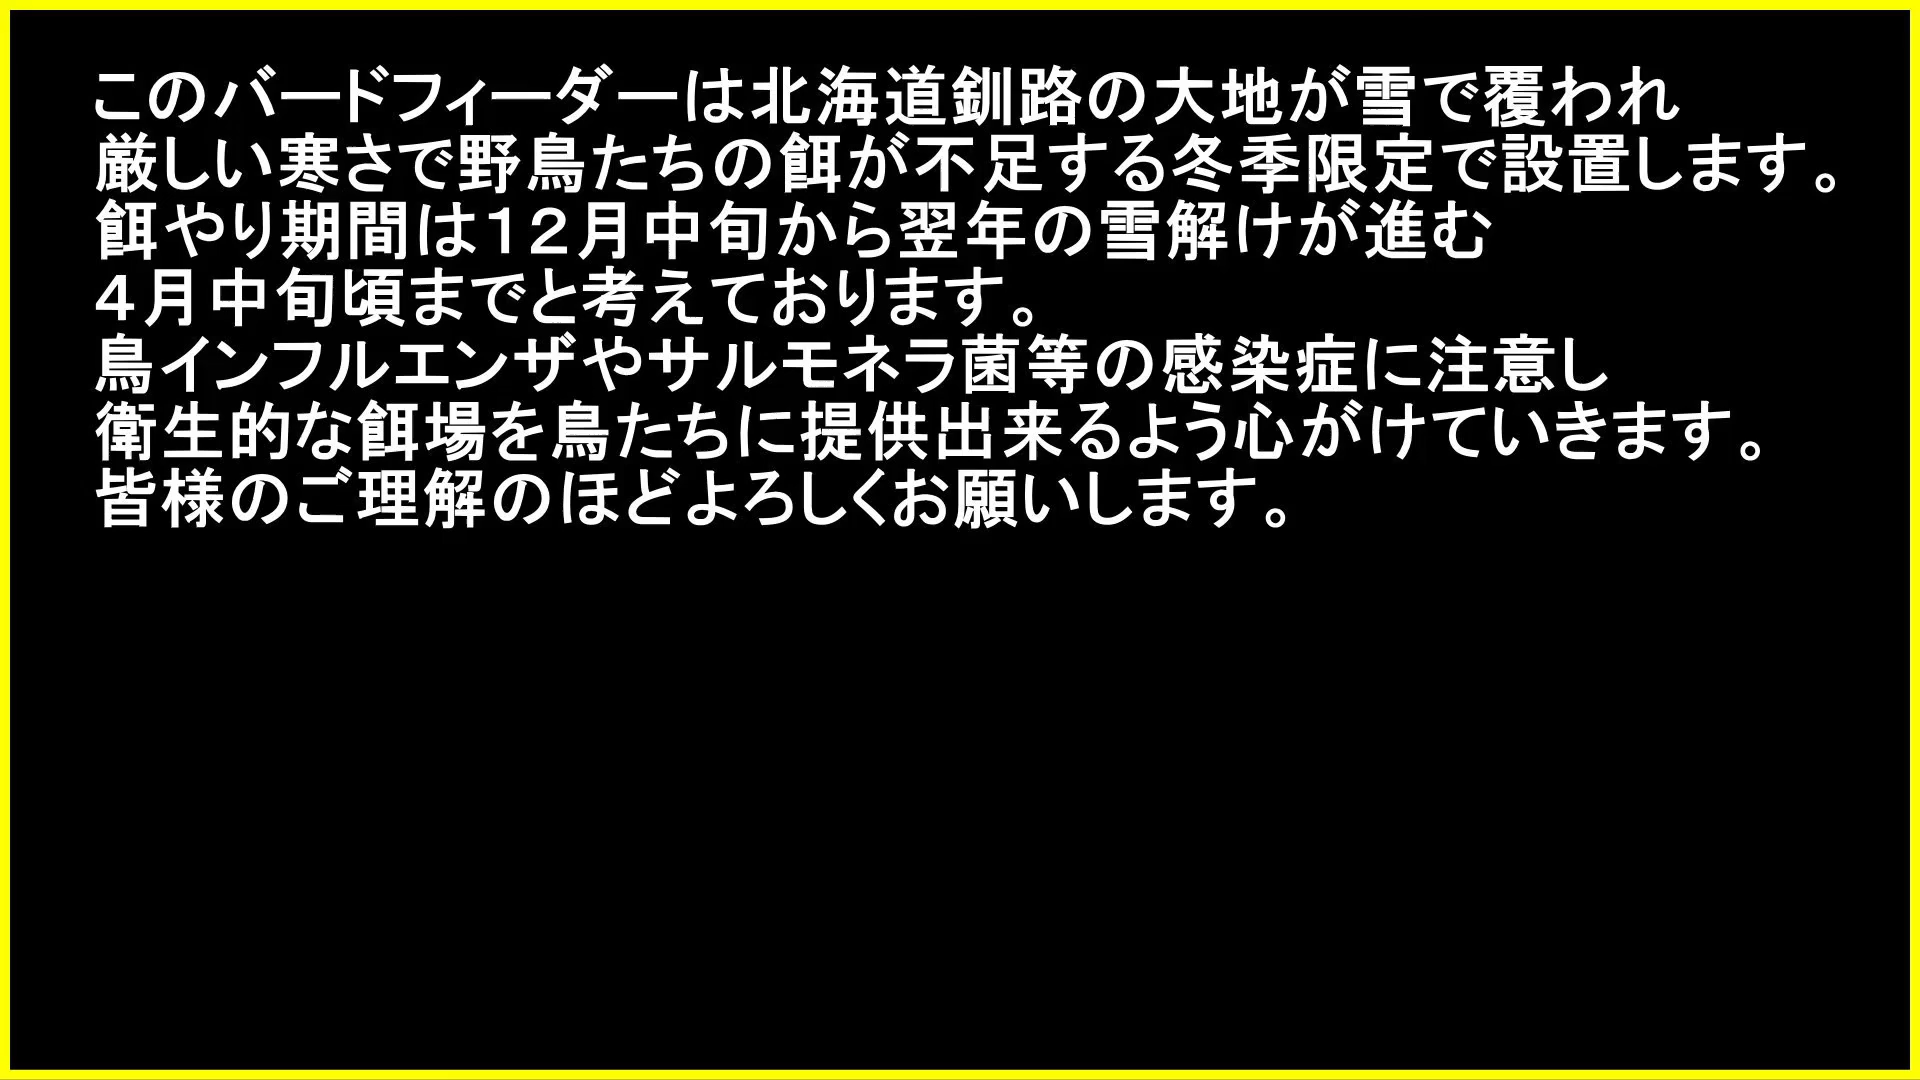 このバードフィーダーは北海道釧路の大地が雪で覆われ
厳しい寒さで野鳥たちの餌が不足する冬季限定で設置します。
餌やり期間は１２月中旬から翌年の雪解けが進む
４月中旬頃までと考えております。
鳥インフルエンザやサルモネラ菌等の感染症に注意し
衛生的な餌場を鳥たちに提供出来るよう心がけていきます。
皆様のご理解のほどよろしくお願いします。